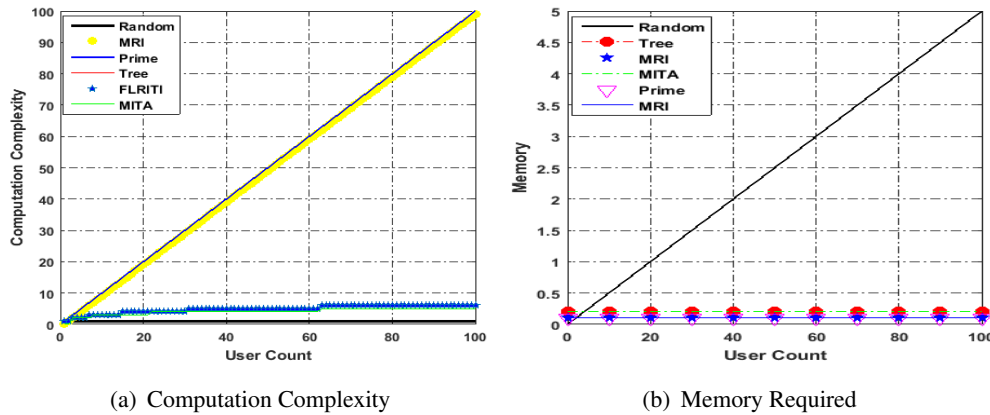 100
90
80
70
60
50
40
30
20
10
0
Computation Complexity
Random
MRI
Prime
Tree
FLRITI
MITA
0
20
40
60
80
100
User Count
(a) Computation Complexity
5
4.5
4
3.5
3
2.5
2
1.5
1
0.5
0
Memory
Random
Tree
MRI
MITA
Prime
MRI
0
20
40
60
80
100
User Count
(b) Memory Required